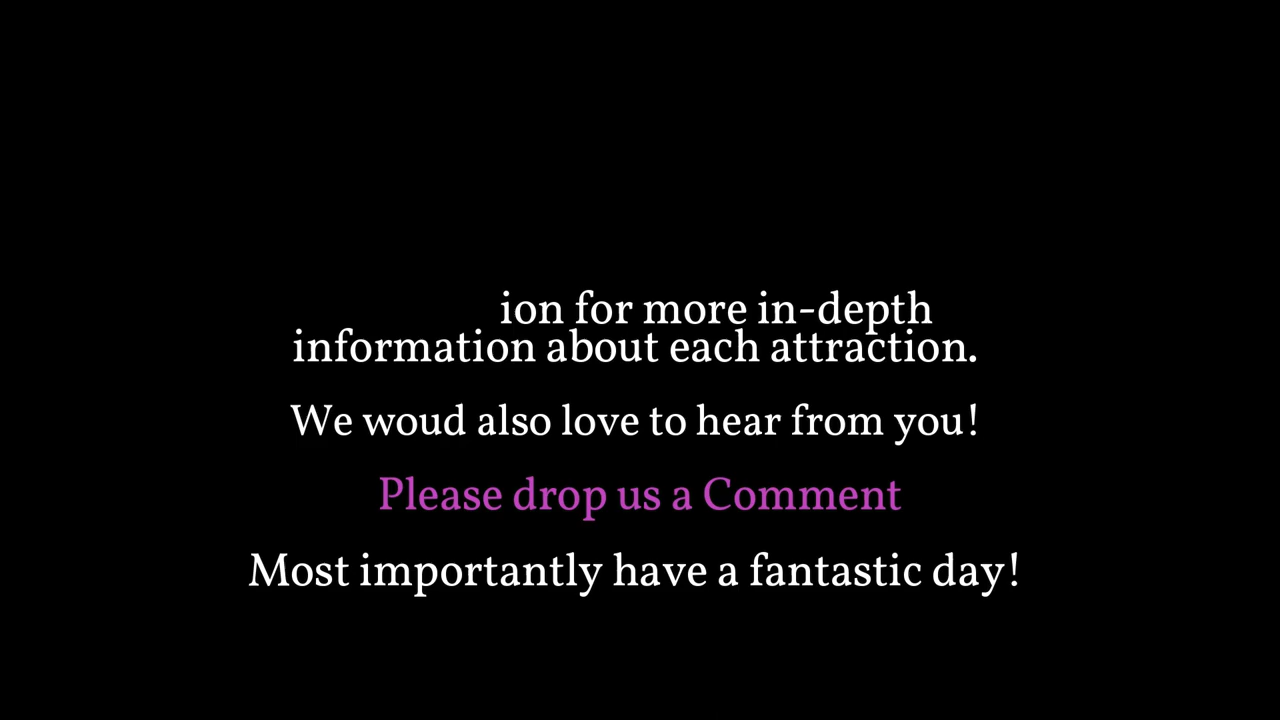 ion for more in-depth
information about each attraction.
We woud also love to hear from you!
Please drop us a Comment
Most importantly have a fantastic day!